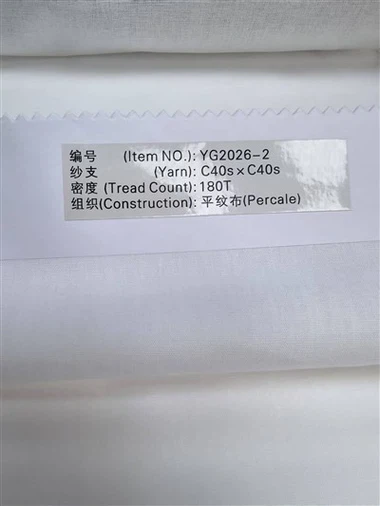 编号 (Item NO.): YG2026-2
纱支 (Yarn): C40s×C40s
密度 (Tread Count): 180T
组织(Construction): 平纹布(Percale)